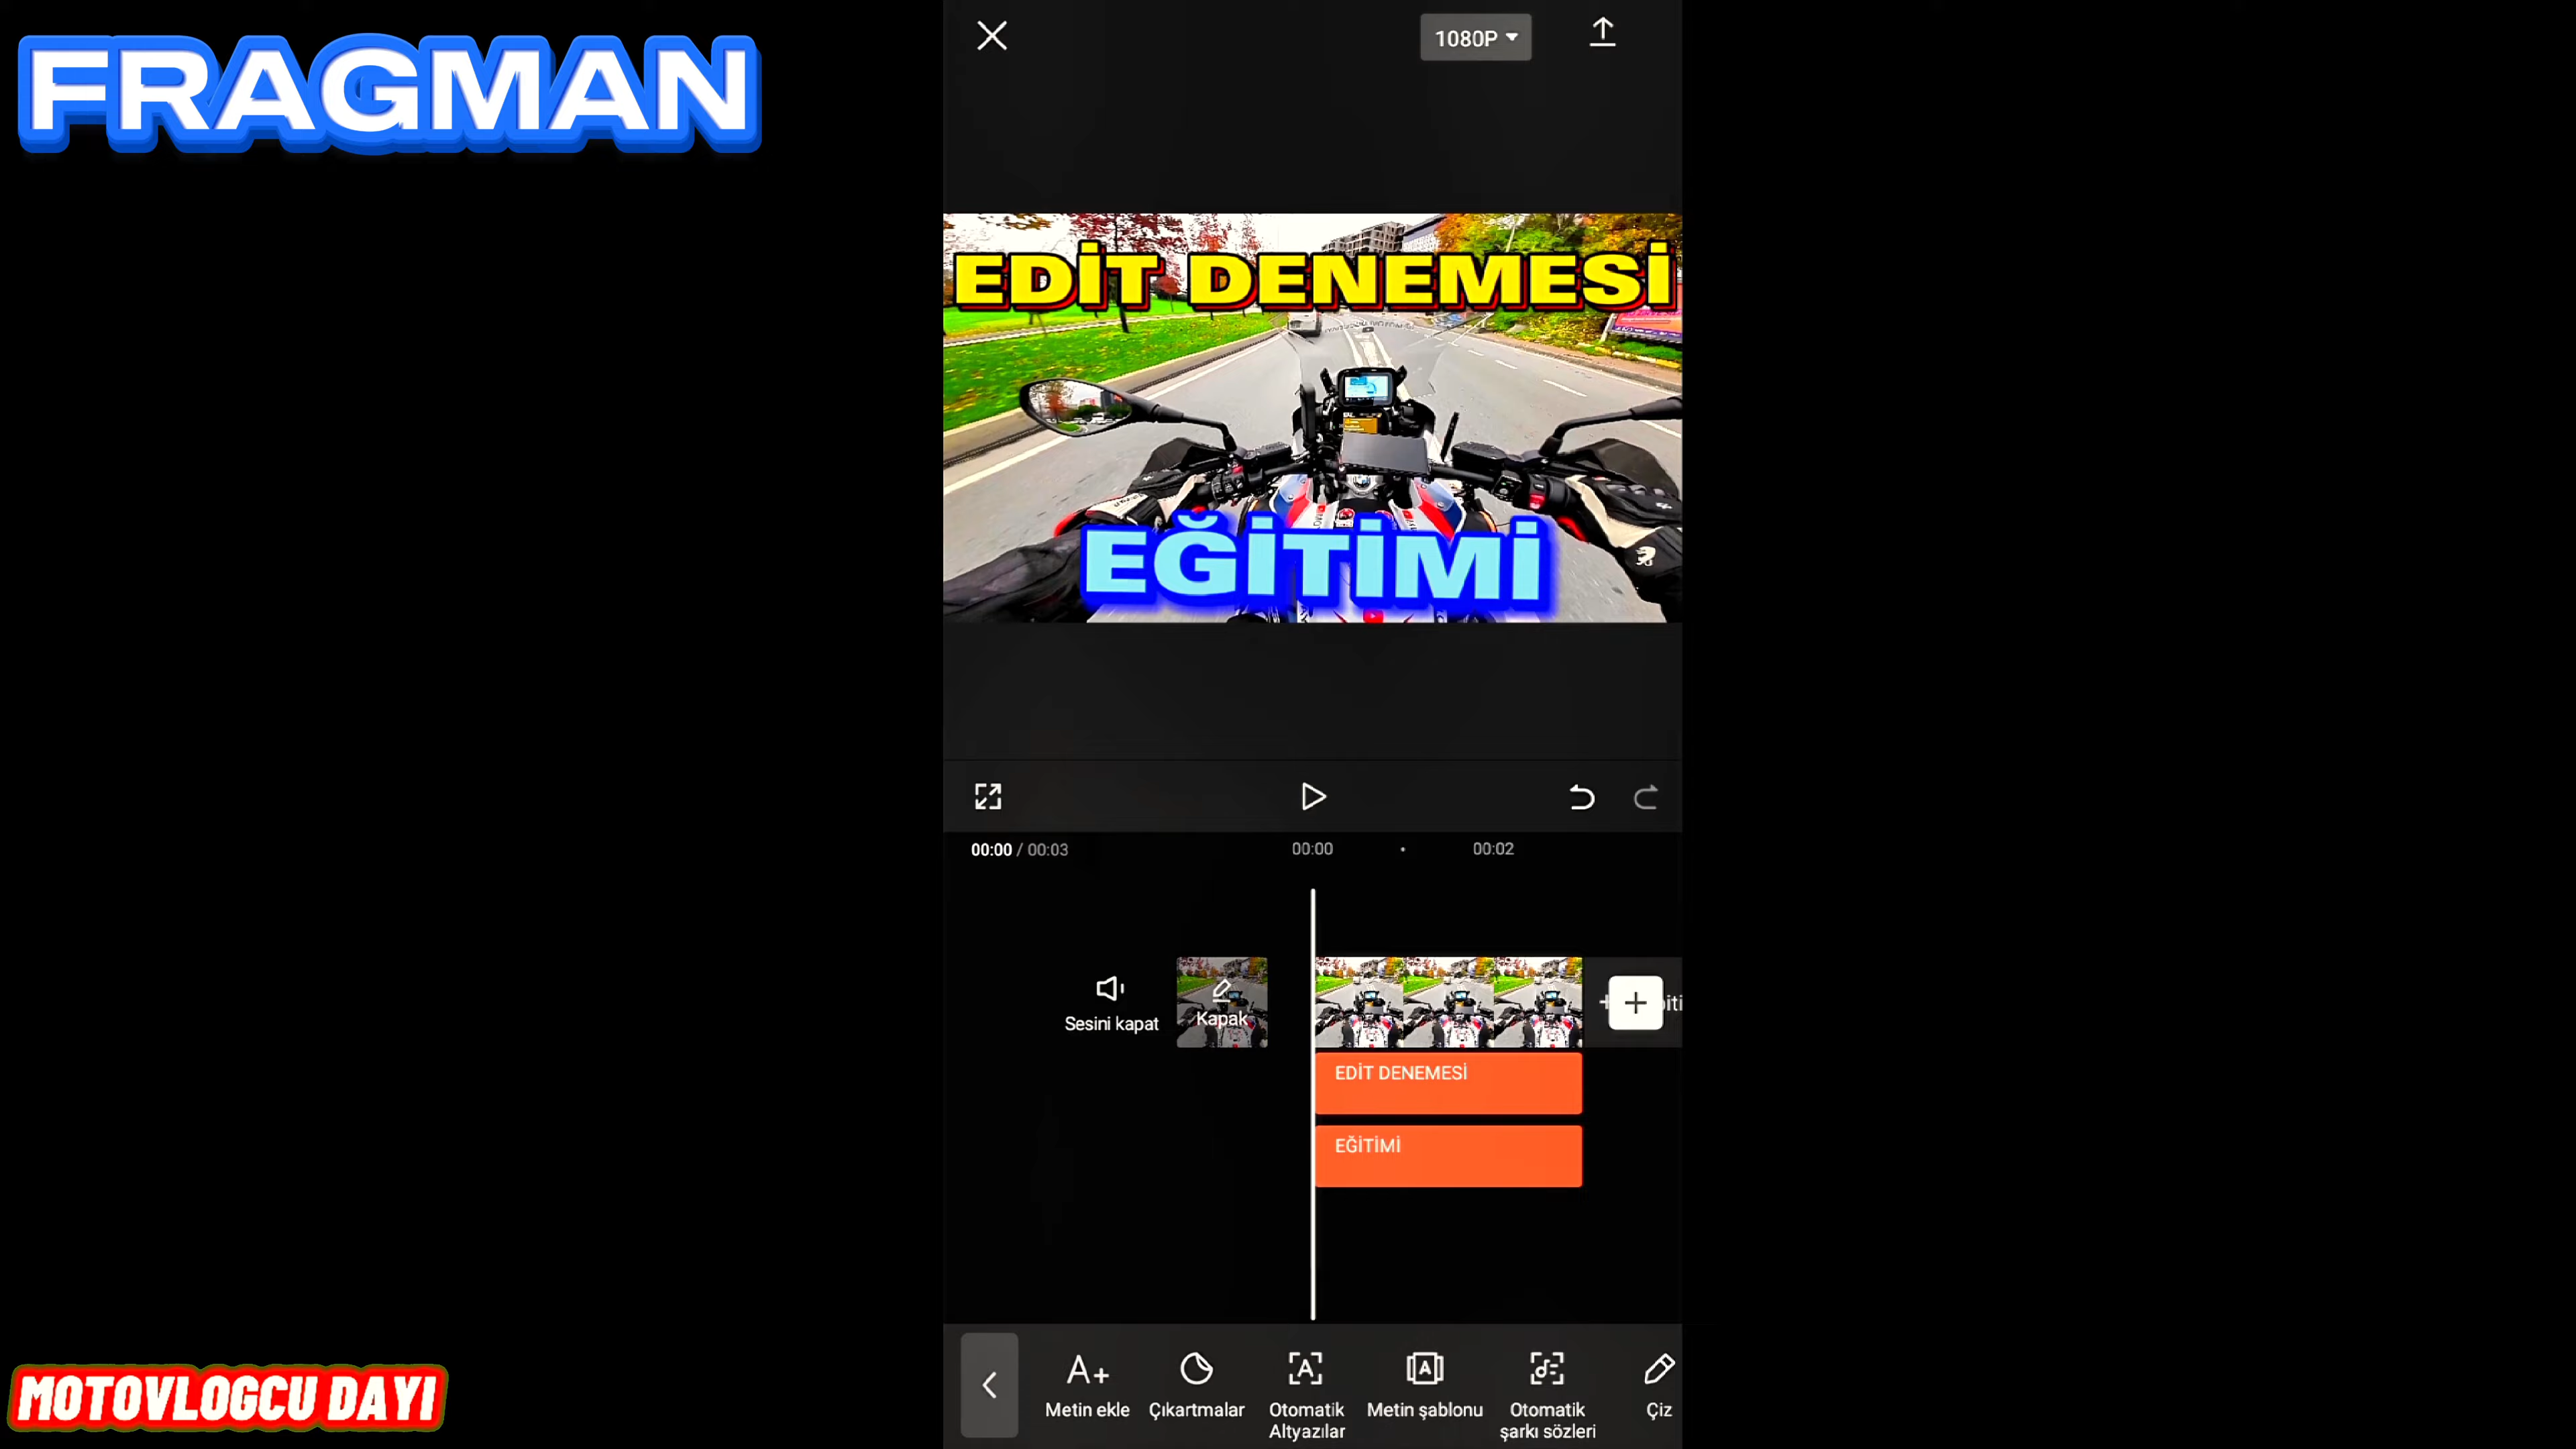 FRAGMAN
1080P
EDİT DENEMESİ
EĞİTİMİ
00:00 / 00:03
00:00
00:02
Sesini kapat
Kapak
EDİT DENEMESİ
EĞİTİMİ
Metin ekle
Çıkartmalar
Otomatik
Altyazılar
Metin şablonu
Otomatik
şarkı sözleri
Çiz
MOTOVLOGCU DAYI